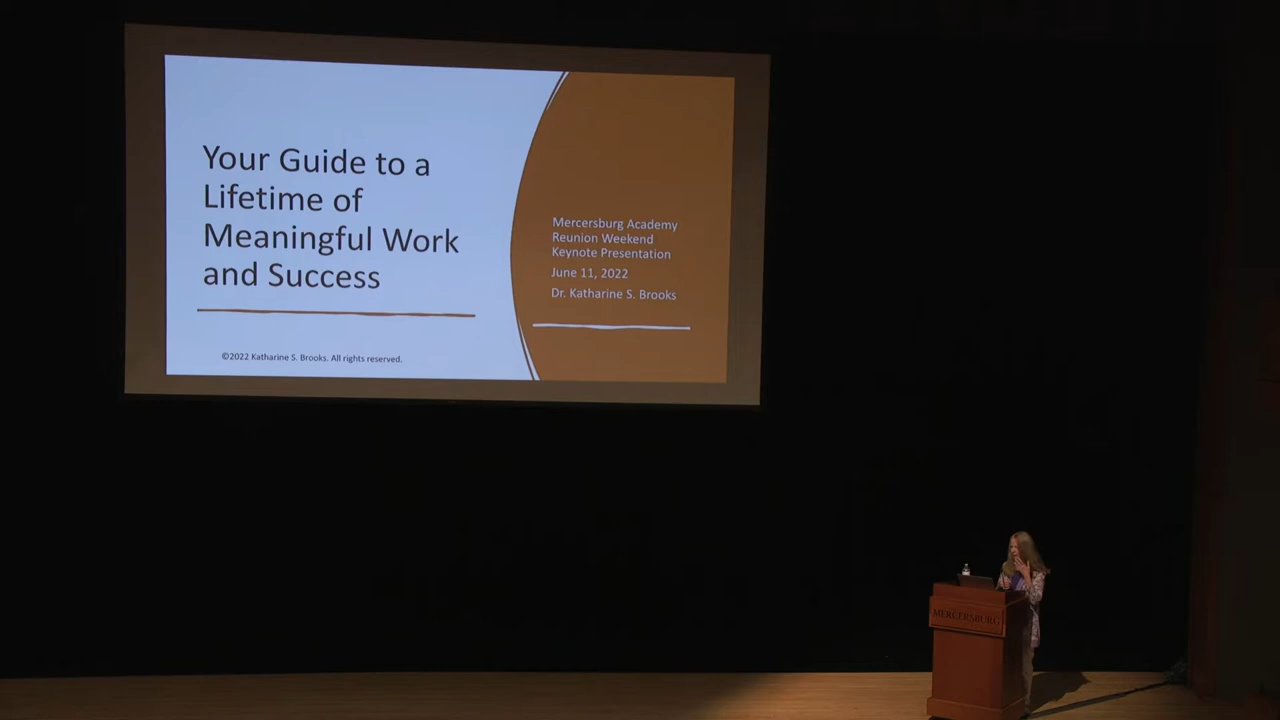 Your Guide to a
Lifetime of
Meaningful Work
and Success
©2022 Katharine S. Brooks. All rights reserved.
Mercersburg Academy
Reunion Weekend
Keynote Presentation
June 11, 2022
Dr. Katharine S. Brooks
MERCERSBURG